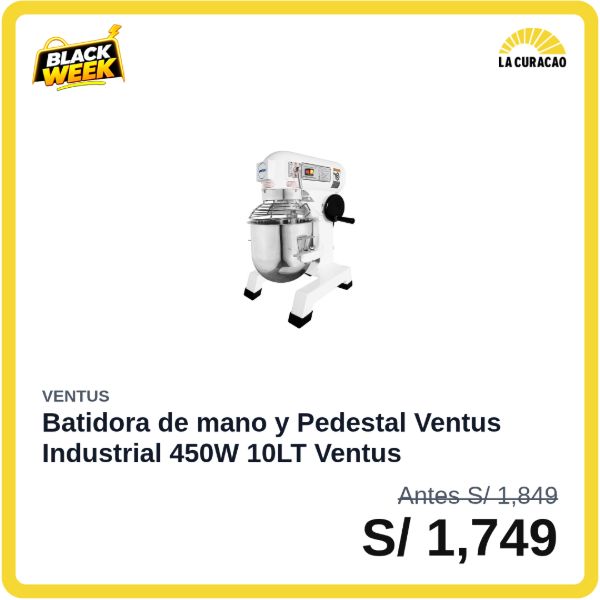 BLACK
WEEK
LA CURACAO
VENTUS
Batidora de mano y Pedestal Ventus
Industrial 450W 10LT Ventus
Antes S/ 1,849
S/ 1,749